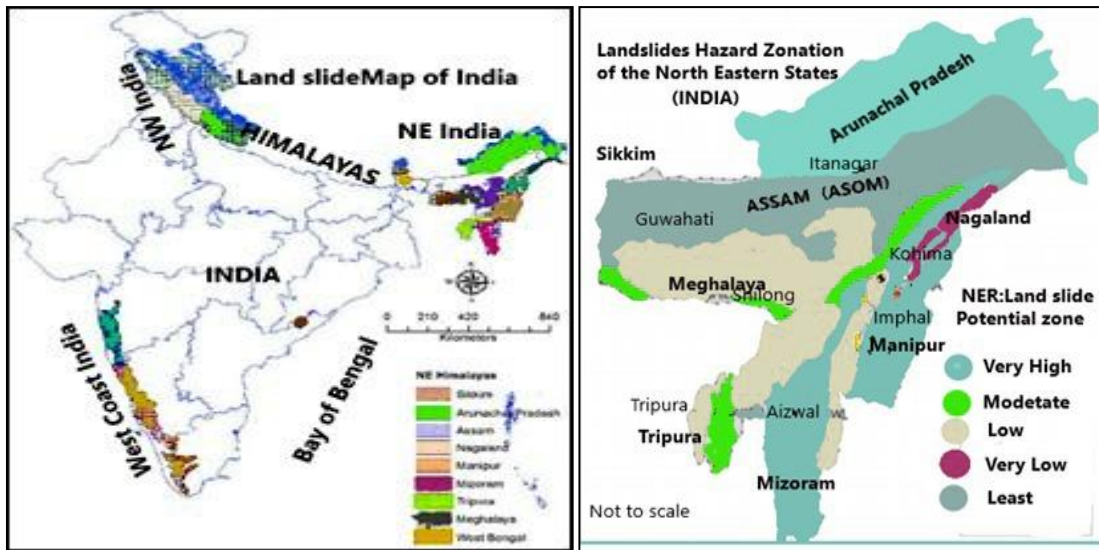 Land slideMap of India
NW India
HIMALAYAS
NE India
INDIA
West Coast India
Bay of Bengal
0 210 420 840
Kilometers
NE Himalayas
Sikkim
Arunachal Pradesh
Assam
Nagaland
Manipur
Mizoram
Tripura
Meghalaya
West Bengal
Landslides Hazard Zonation
of the North Eastern States
(INDIA)
Arunachal Pradesh
Sikkim
Itanagar
ASSAM (ASOM)
Guwahati
Nagaland
Kohima
Meghalaya
Shilong
NER:Land slide
Potential zone
Imphal
Manipur
Very High
Modetate
Tripura
Aizwal
Low
Tripura
Very Low
Mizoram
Least
Not to scale